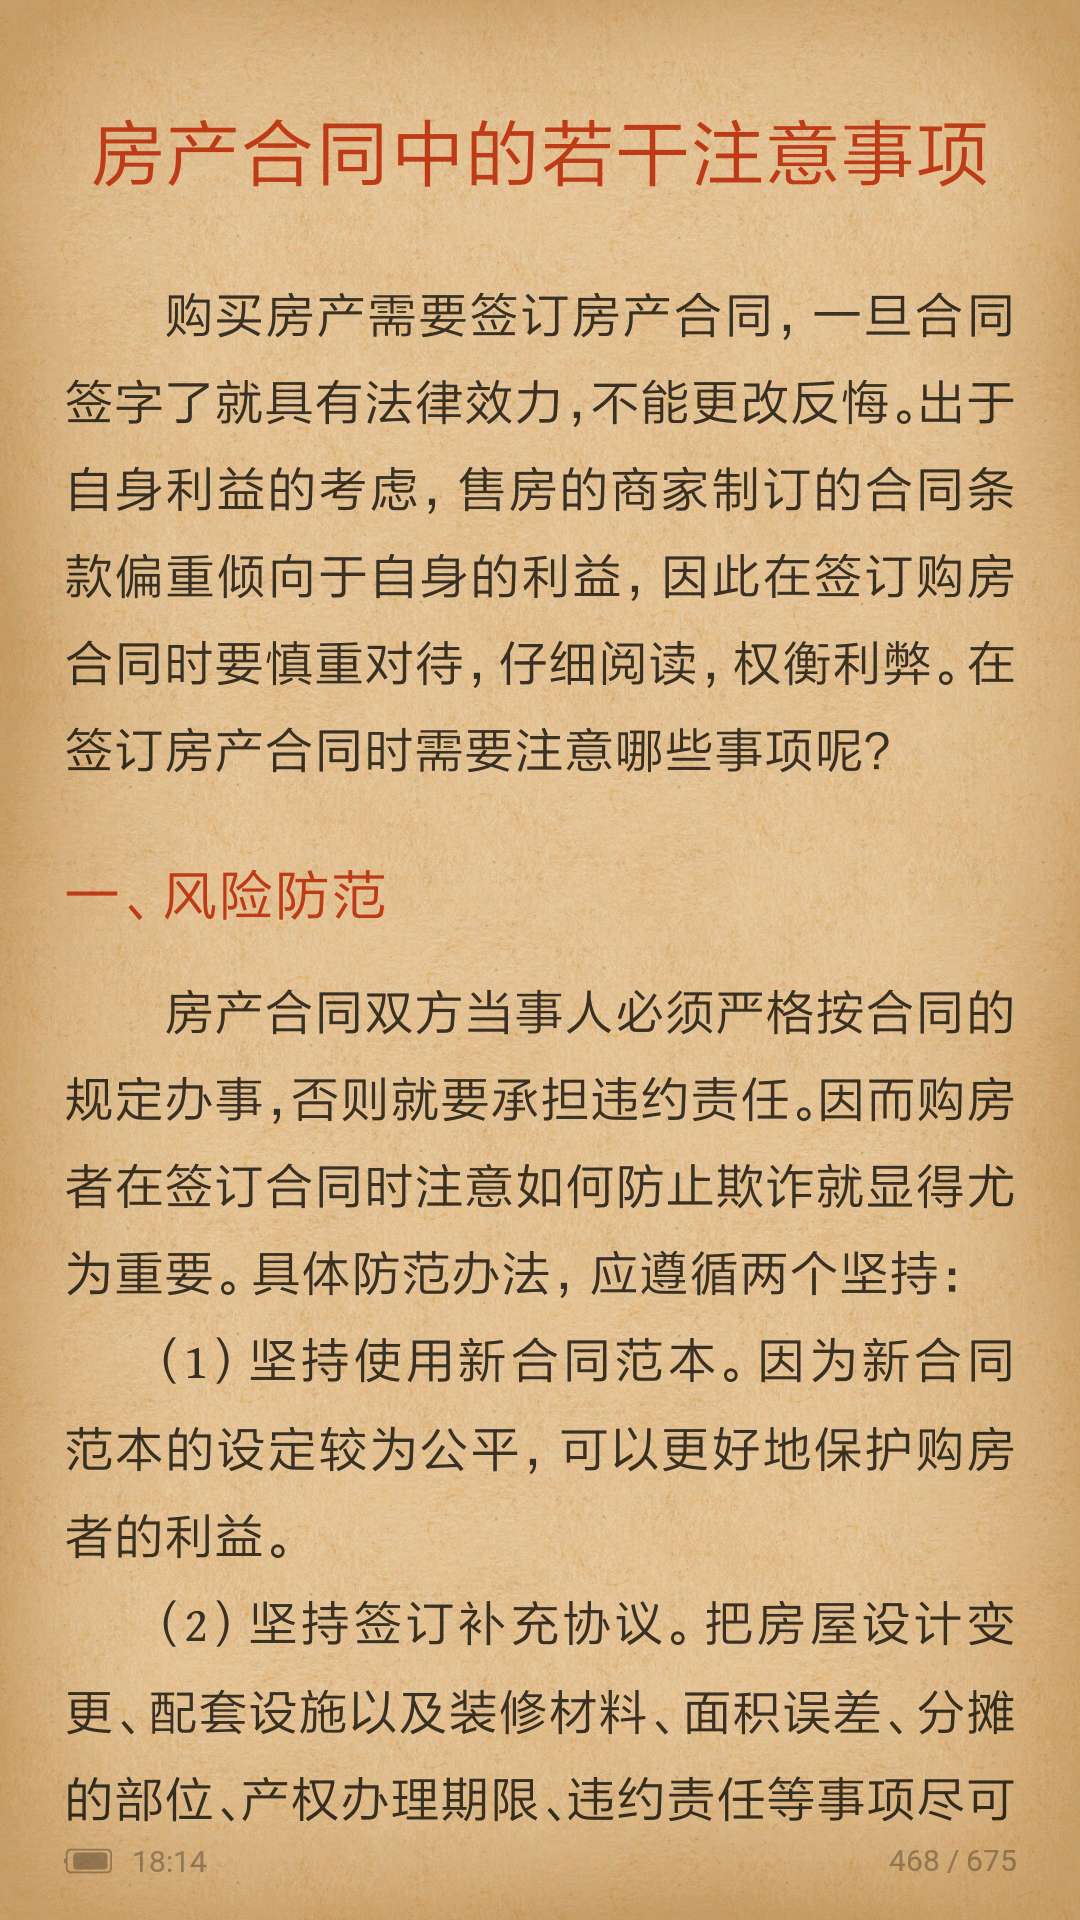 房产合同中的若干注意事项
购买房产需要签订房产合同，一旦合同
签字了就具有法律效力，不能更改反悔。出于
自身利益的考虑，售房的商家制订的合同条
款偏重倾向于自身的利益，因此在签订购房
合同时要慎重对待，仔细阅读，权衡利弊。在
签订房产合同时需要注意哪些事项呢？
一、风险防范
房产合同双方当事人必须严格按合同的
规定办事，否则就要承担违约责任。因而购房
者在签订合同时注意如何防止欺诈就显得尤
为重要。具体防范办法，应遵循两个坚持：
（1）坚持使用新合同范本。因为新合同
范本的设定较为公平，可以更好地保护购房
者的利益。
（2）坚持签订补充协议。把房屋设计变
更、配套设施以及装修材料、面积误差、分摊
的部位、产权办理期限、违约责任等事项尽可
18:14
468 / 675